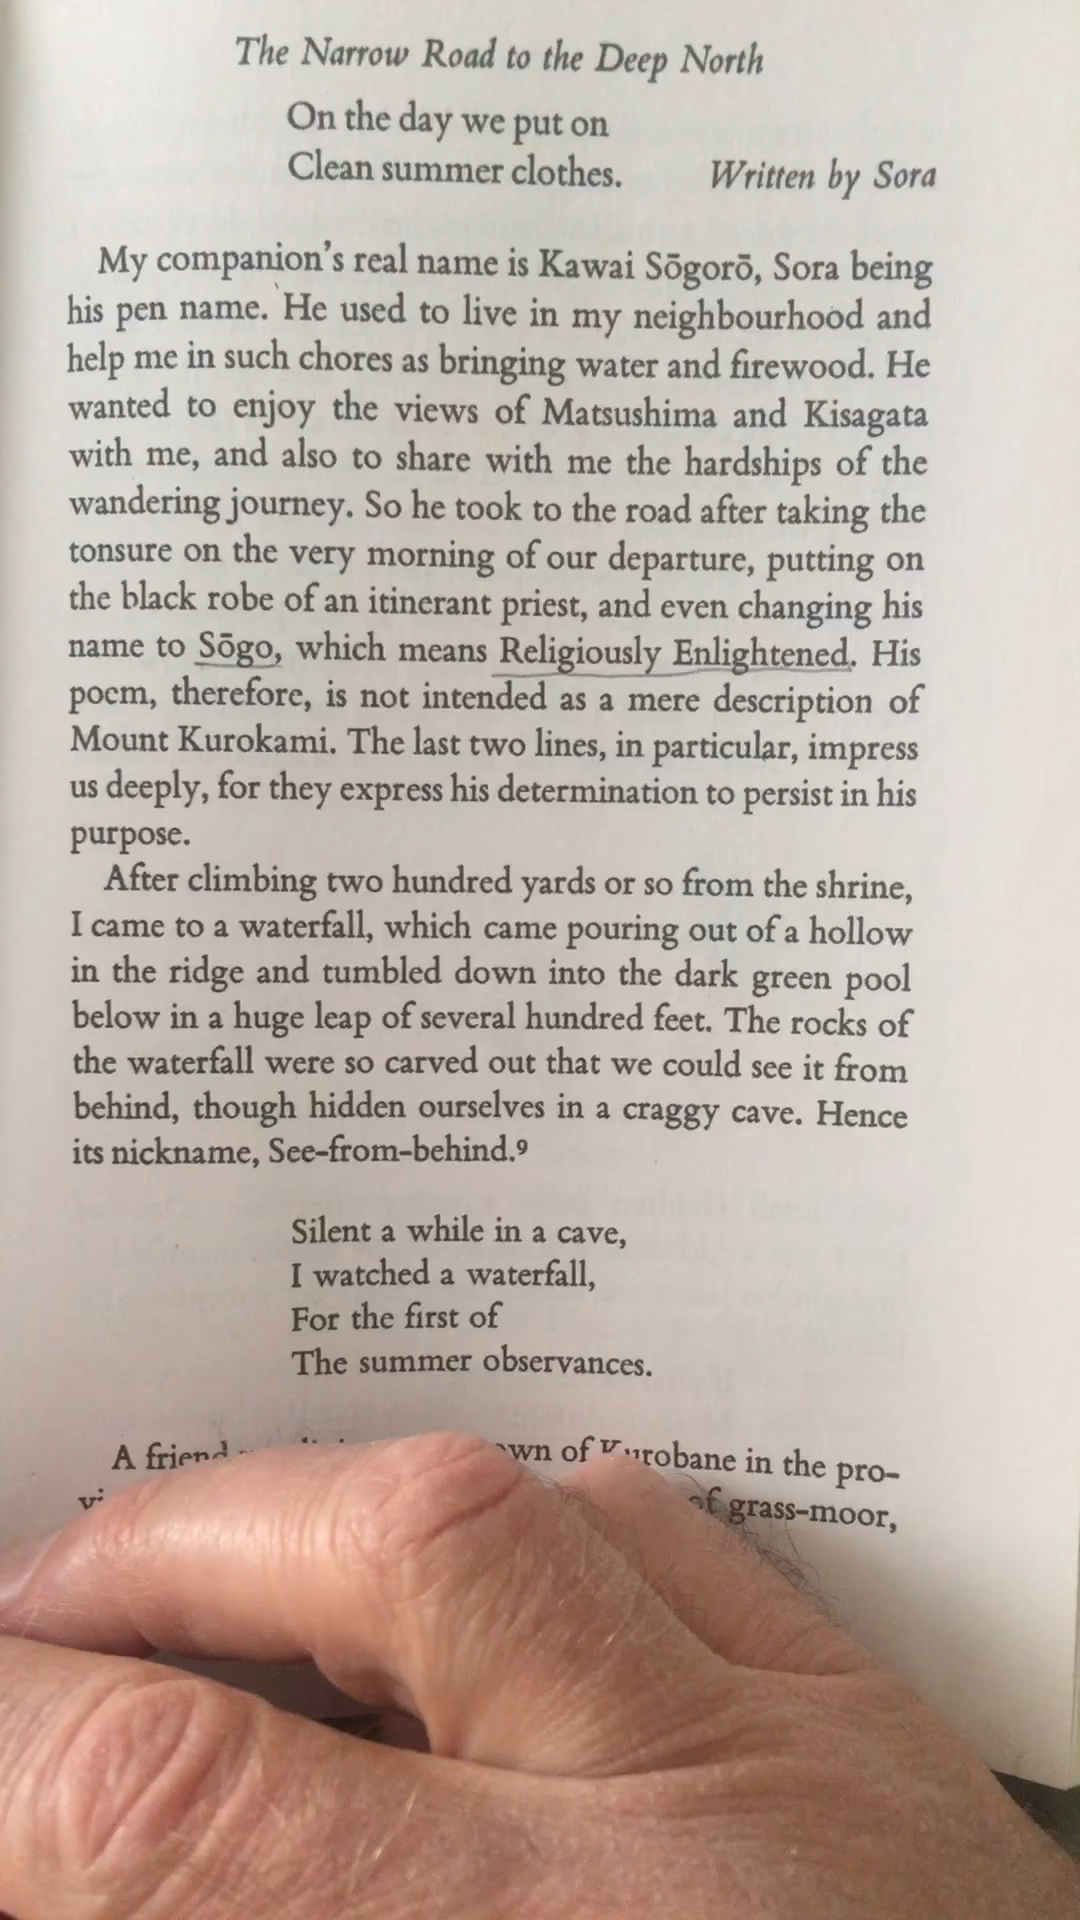 The Narrow Road to the Deep North
On the day we put on
Clean summer clothes. Written by Sora
My companion's real name is Kawai Sōgorō, Sora being
his pen name. He used to live in my neighbourhood and
help me in such chores as bringing water and firewood. He
wanted to enjoy the views of Matsushima and Kisagata
with me, and also to share with me the hardships of the
wandering journey. So he took to the road after taking the
tonsure on the very morning of our departure, putting on
the black robe of an itinerant priest, and even changing his
name to Sōgo, which means Religiously Enlightened. His
poem, therefore, is not intended as a mere description of
Mount Kurokami. The last two lines, in particular, impress
us deeply, for they express his determination to persist in his
purpose.
After climbing two hundred yards or so from the shrine,
I came to a waterfall, which came pouring out of a hollow
in the ridge and tumbled down into the dark green pool
below in a huge leap of several hundred feet. The rocks of
the waterfall were so carved out that we could see it from
behind, though hidden ourselves in a craggy cave. Hence
its nickname, See-from-behind.⁹
Silent a while in a cave,
I watched a waterfall,
For the first of
The summer observances.
A friend of Kurobane in the pro-
of grass-moor,